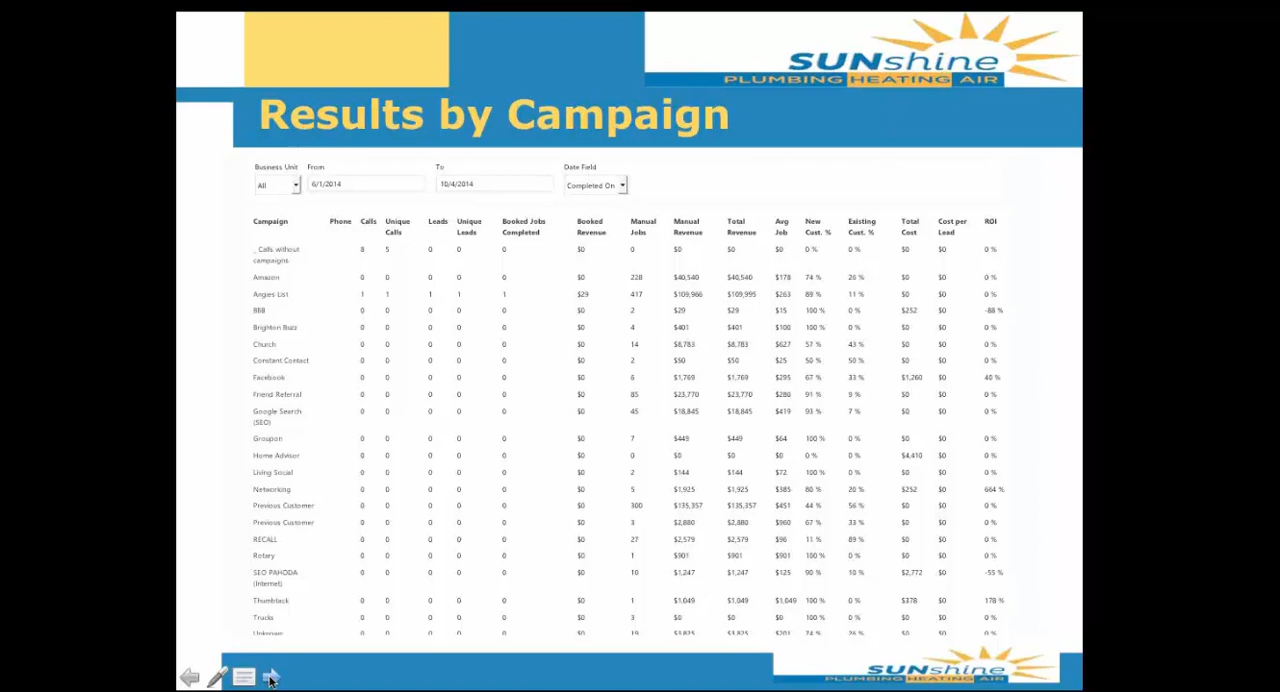 SUNshine
PLUMBING HEATING AIR
Results by Campaign
Business Unit From To Date Field
All 6/1/2014 10/4/2014 Completed On
Campaign Phone Calls Unique Calls Leads Unique Leads Booked Jobs Completed Booked Revenue Manual Jobs Manual Revenue Total Revenue Avg Job New Cust. % Existing Cust. % Total Cost Cost per Lead ROI
_ Calls without campaigns 8 5 0 0 0 $0 0 $0 $0 $0 0 % 0 % $0 $0 0 %
Amazon 0 0 0 0 0 $0 228 $40,540 $40,540 $178 74 % 26 % $0 $0 0 %
Angies List 1 1 1 1 1 $29 417 $109,966 $109,995 $263 89 % 11 % $0 $0 0 %
BBB 0 0 0 0 0 $0 2 $29 $29 $15 100 % 0 % $252 $0 -88 %
Brighton Buzz 0 0 0 0 0 $0 4 $401 $401 $100 100 % 0 % $0 $0 0 %
Church 0 0 0 0 0 $0 14 $8,783 $8,783 $627 57 % 43 % $0 $0 0 %
Constant Contact 0 0 0 0 0 $0 2 $50 $50 $25 50 % 50 % $0 $0 0 %
Facebook 0 0 0 0 0 $0 6 $1,769 $1,769 $295 67 % 33 % $1,260 $0 40 %
Friend Referral 0 0 0 0 0 $0 85 $23,770 $23,770 $280 91 % 9 % $0 $0 0 %
Google Search (SEO) 0 0 0 0 0 $0 45 $18,845 $18,845 $419 93 % 7 % $0 $0 0 %
Groupon 0 0 0 0 0 $0 7 $449 $449 $64 100 % 0 % $0 $0 0 %
Home Advisor 0 0 0 0 0 $0 0 $0 $0 $0 0 % 0 % $4,410 $0 0 %
Living Social 0 0 0 0 0 $0 2 $144 $144 $72 100 % 0 % $0 $0 0 %
Networking 0 0 0 0 0 $0 5 $1,925 $1,925 $385 80 % 20 % $252 $0 664 %
Previous Customer 0 0 0 0 0 $0 300 $135,357 $135,357 $451 44 % 56 % $0 $0 0 %
Previous Customer 0 0 0 0 0 $0 3 $2,880 $2,880 $960 67 % 33 % $0 $0 0 %
RECALL 0 0 0 0 0 $0 27 $2,579 $2,579 $96 11 % 89 % $0 $0 0 %
Rotary 0 0 0 0 0 $0 1 $901 $901 $901 100 % 0 % $0 $0 0 %
SEO PAHODA (Internet) 0 0 0 0 0 $0 10 $1,247 $1,247 $125 90 % 10 % $2,772 $0 -55 %
Thumbtack 0 0 0 0 0 $0 1 $1,049 $1,049 $1,049 100 % 0 % $378 $0 178 %
Trucks 0 0 0 0 0 $0 3 $0 $0 $0 100 % 0 % $0 $0 0 %
Unknown 0 0 0 0 0 $0 19 $3,825 $3,825 $201 74 % 26 % $0 $0 0 %
SUNshine
PLUMBING HEATING AIR